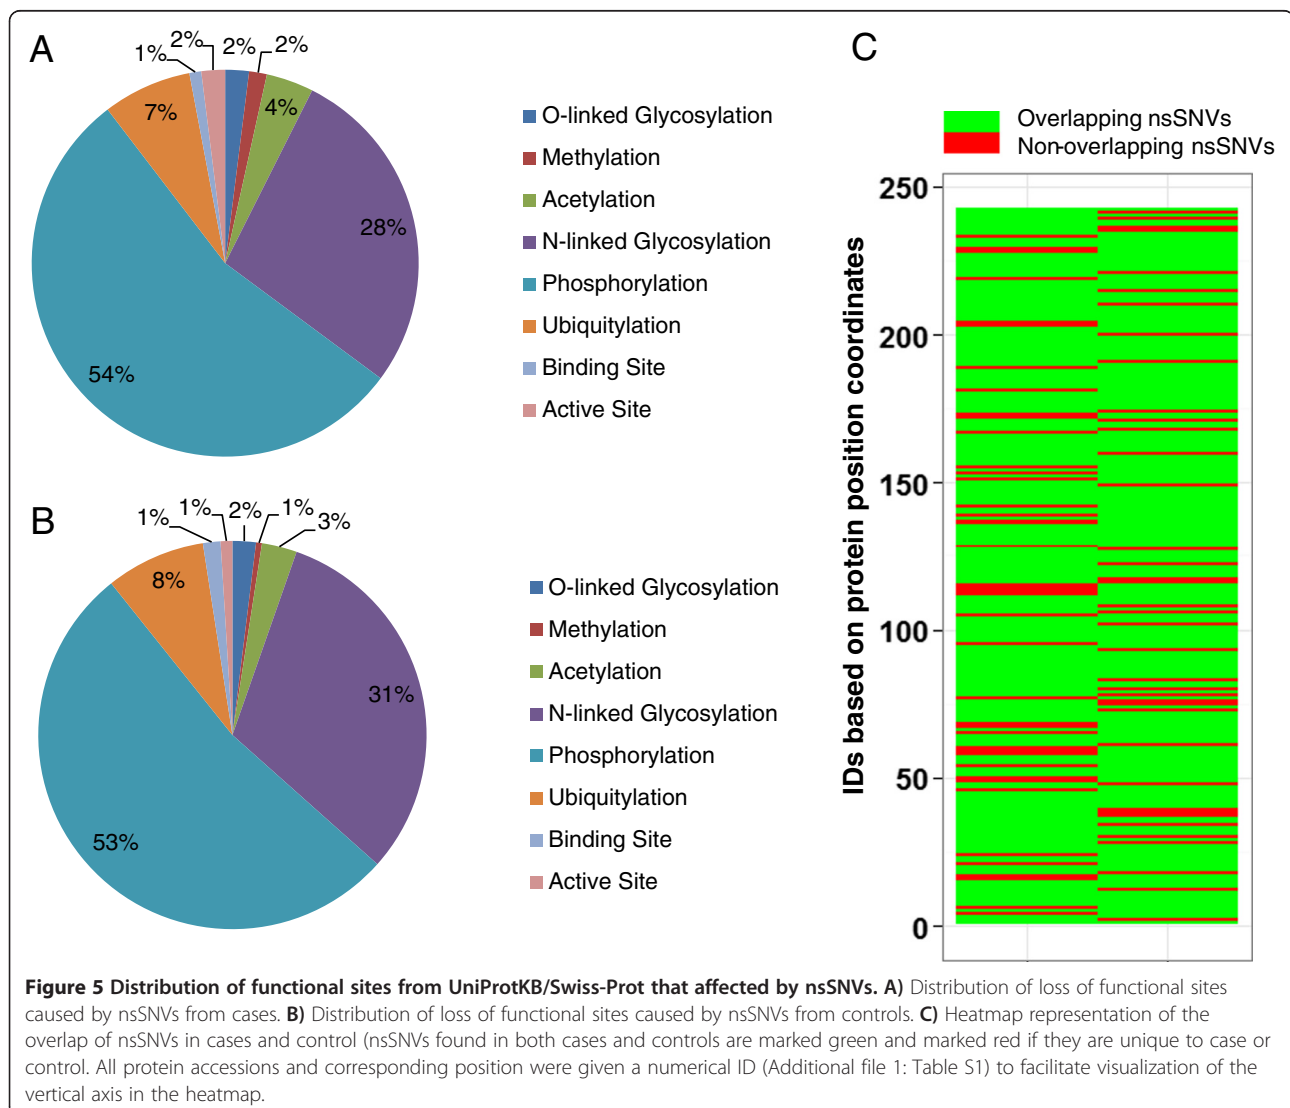 A
1%
2%
2%
2%
4%
7%
28%
54%
O-linked Glycosylation
Methylation
Acetylation
N-linked Glycosylation
Phosphorylation
Ubiquitylation
Binding Site
Active Site
B
1%
1%
2%
1%
3%
8%
31%
53%
O-linked Glycosylation
Methylation
Acetylation
N-linked Glycosylation
Phosphorylation
Ubiquitylation
Binding Site
Active Site
C
Overlapping nsSNVs
Non-overlapping nsSNVs
IDs based on protein position coordinates
250
200
150
100
50
0
Figure 5 Distribution of functional sites from UniProtKB/Swiss-Prot that affected by nsSNVs. A) Distribution of loss of functional sites
caused by nsSNVs from cases. B) Distribution of loss of functional sites caused by nsSNVs from controls. C) Heatmap representation of the
overlap of nsSNVs in cases and control (nsSNVs found in both cases and controls are marked green and marked red if they are unique to case or
control. All protein accessions and corresponding position were given a numerical ID (Additional file 1: Table S1) to facilitate visualization of the
vertical axis in the heatmap.